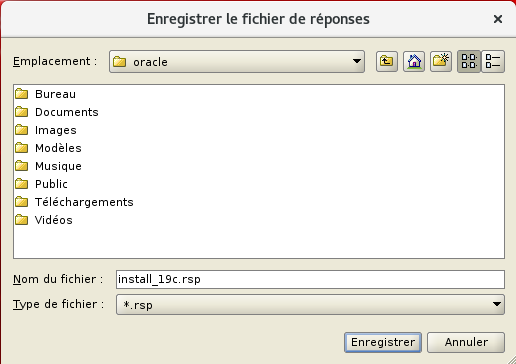 Enregistrer le fichier de réponses
Emplacement : oracle
Bureau
Documents
Images
Modèles
Musique
Public
Téléchargements
Vidéos
Nom du fichier : install_19c.rsp
Type de fichier : *.rsp
Enregistrer Annuler